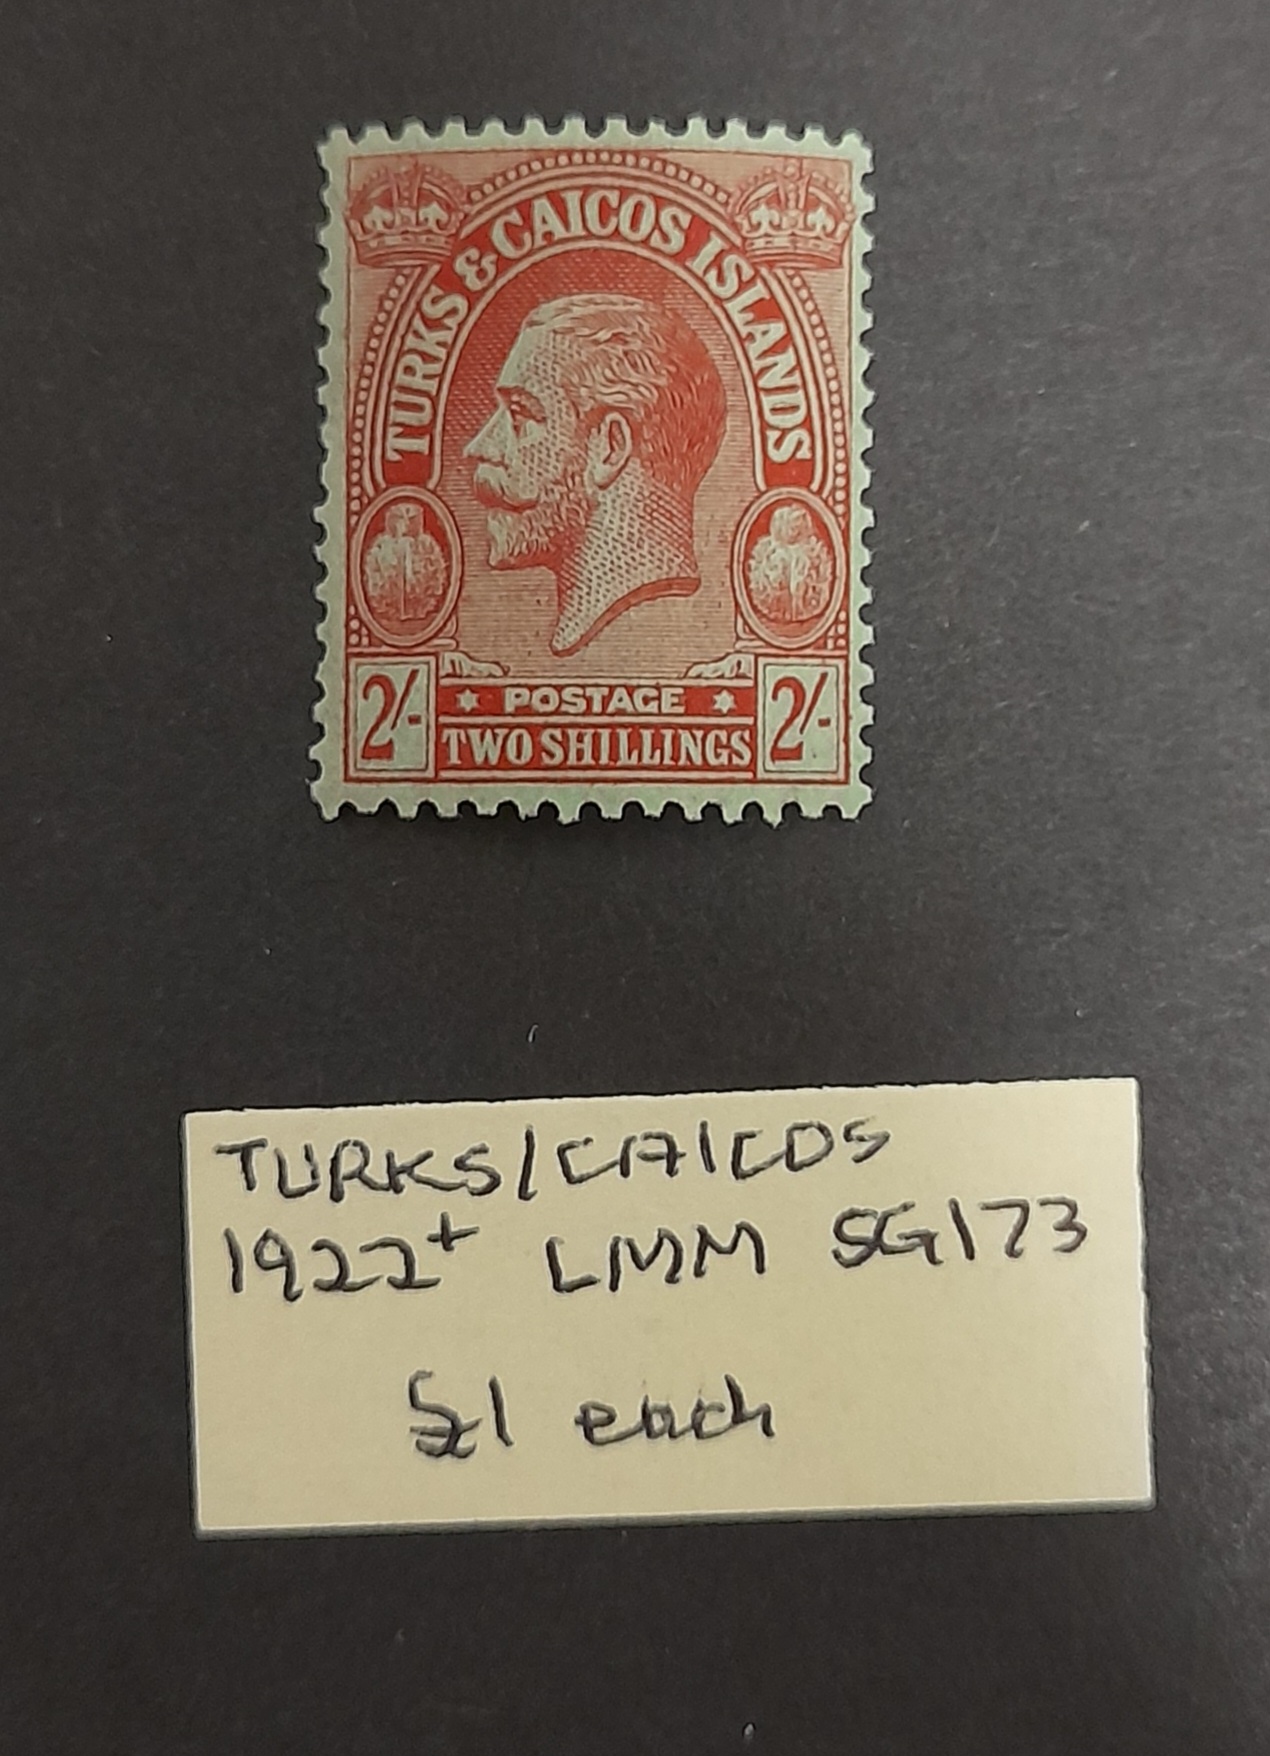 TURKS & CAICOS ISLANDS
2/- POSTAGE 2/-
TWO SHILLINGS
TURKS/CAICOS
1922+ LMM SG173
£1 each